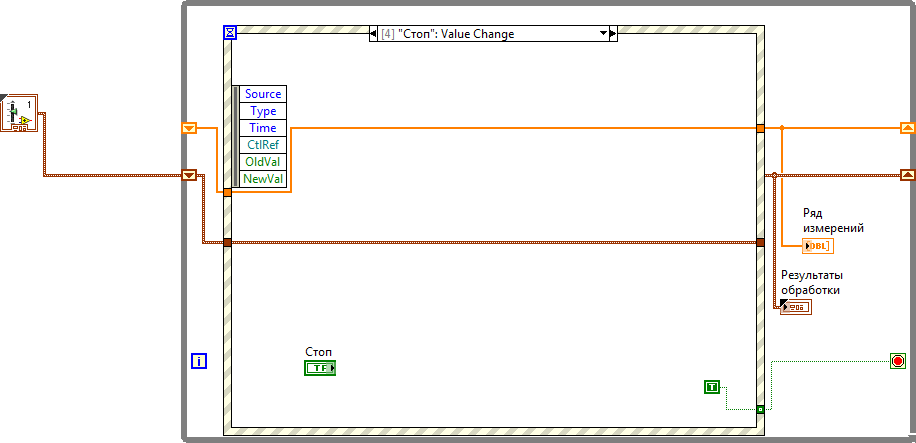 [4] "Стоп": Value Change
1
Source
Type
Time
CtlRef
OldVal
NewVal
Ряд
измерений
DBL]
Результаты
обработки
i
Стоп
TF
T